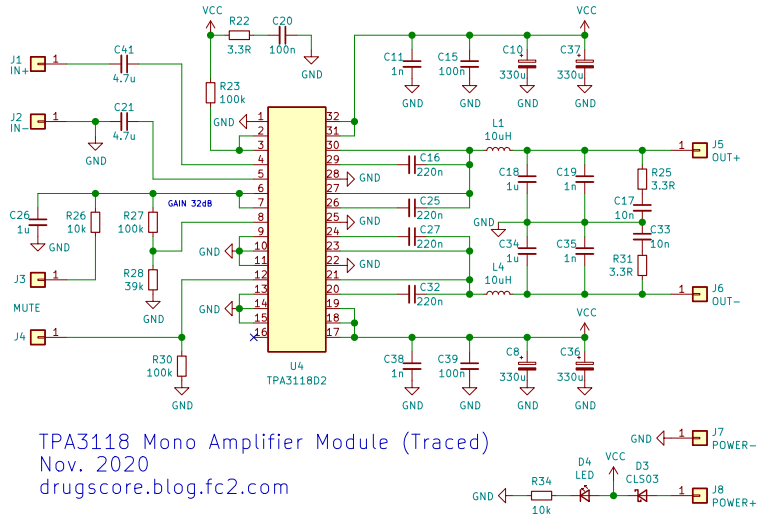 VCC
R22
3.3R
C20
100n
GND
J1
IN+
1
C41
4.7u
R23
100k
J2
IN-
1
C21
4.7u
GND
GND
VCC
C11
1n
C15
100n
C10
330u
C37
330u
GND
GND
GND
GND
1
2
3
4
5
6
7
8
9
10
11
12
13
14
15
16
32
31
30
29
28
27
26
25
24
23
22
21
20
19
18
17
U4
TPA3118D2
L1
10uH
C16
220n
GND
C25
220n
GND
C27
220n
GND
C32
220n
L4
10uH
C18
1u
C19
1n
R25
3.3R
C17
10n
GND
C34
1u
C35
1n
C33
10n
R31
3.3R
1
J5
OUT+
1
J6
OUT-
GAIN 32dB
C26
1u
GND
R26
10k
R27
100k
R28
39k
GND
GND
GND
J3
1
MUTE
J4
1
R30
100k
GND
VCC
C38
1n
C39
100n
C8
330u
C36
330u
GND
GND
GND
GND
TPA3118 Mono Amplifier Module (Traced)
Nov. 2020
drugscore.blog.fc2.com
GND
1
J7
POWER-
GND
R34
10k
D4
LED
VCC
D3
CLS03
1
J8
POWER+